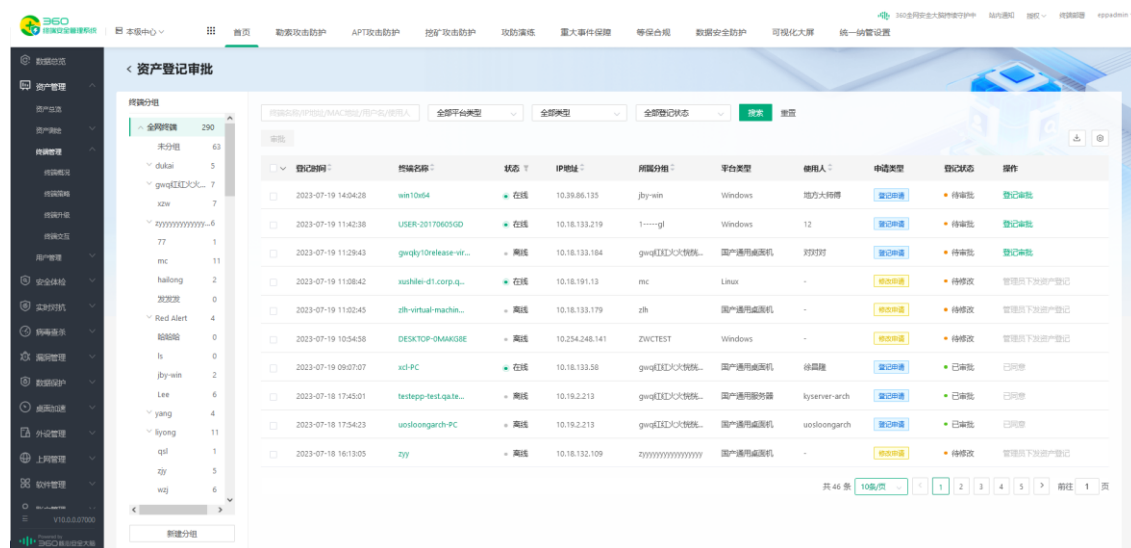 360
终端安全管理系统
本级中心
首页 勒索攻击防护 APT攻击防护 挖矿攻击防护 攻防演练 重大事件保障 等保合规 数据安全防护 可视化大屏 统一纳管设置
360全网安全大脑持续守护中 站内通知 授权 终端部署 eppadmin
数据总览
资产管理
资产总览
资产测绘
终端管理
终端概况
终端策略
终端升级
终端交互
用户管理
安全体检
实时对抗
病毒查杀
漏洞管理
数据保护
桌面加速
外设管理
上网管理
软件管理
V10.0.0.07000
Powered by
360
资产登记审批
终端分组
全网终端 290
未分组 63
dukai 5
gwq红红火火... 7
xzw 7
zyyyyyyyyyyyy...6
77 1
mc 11
hailong 2
发发发 0
Red Alert 4
哈哈哈 0
ls 0
jby-win 2
Lee 6
yang 4
liyong 11
qsl 1
zjy 5
wzj 6
新建分组
终端名称/IP地址/MAC地址/用户名/使用人 全部平台类型 全部类型 全部登记状态 搜索 重置
审批
登记时间 终端名称 状态 IP地址 所属分组 平台类型 使用人 申请类型 登记状态 操作
2023-07-19 14:04:28 win10x64 在线 10.39.86.135 jby-win Windows 地方大师傅 登记申请 待审批 登记审批
2023-07-19 11:42:38 USER-20170605GD 在线 10.18.133.219 1-----gl Windows 12 登记申请 待审批 登记审批
2023-07-19 11:29:43 gwqky10release-vir... 离线 10.18.133.184 gwq红红火火恍恍... 国产通用桌面机 对对对 登记申请 待审批 登记审批
2023-07-19 11:08:42 xushilei-d1.corp.q... 在线 10.18.191.13 mc Linux - 修改申请 待修改 管理员下发资产登记
2023-07-19 11:02:45 zlh-virtual-machin... 离线 10.18.133.179 zlh 国产通用桌面机 - 修改申请 待修改 管理员下发资产登记
2023-07-19 10:54:58 DESKTOP-0MAKG8E 离线 10.254.248.141 ZWCTEST Windows - 修改申请 待修改 管理员下发资产登记
2023-07-19 09:07:07 xcl-PC 在线 10.18.133.58 gwq红红火火恍恍... 国产通用桌面机 徐昌隆 登记申请 已审批 已同意
2023-07-18 17:45:01 testepp-test.qa.te... 离线 10.19.2.213 gwq红红火火恍恍... 国产通用服务器 kyserver-arch 登记申请 已审批 已同意
2023-07-18 17:54:23 uosloongarch-PC 离线 10.19.2.213 gwq红红火火恍恍... 国产通用桌面机 uosloongarch 登记申请 已审批 已同意
2023-07-18 16:13:05 zyy 离线 10.18.132.109 zyyyyyyyyyyyyyyyyy 国产通用桌面机 - 修改申请 待修改 管理员下发资产登记
共 46 条 10条/页 1 2 3 4 5 前往 1 页